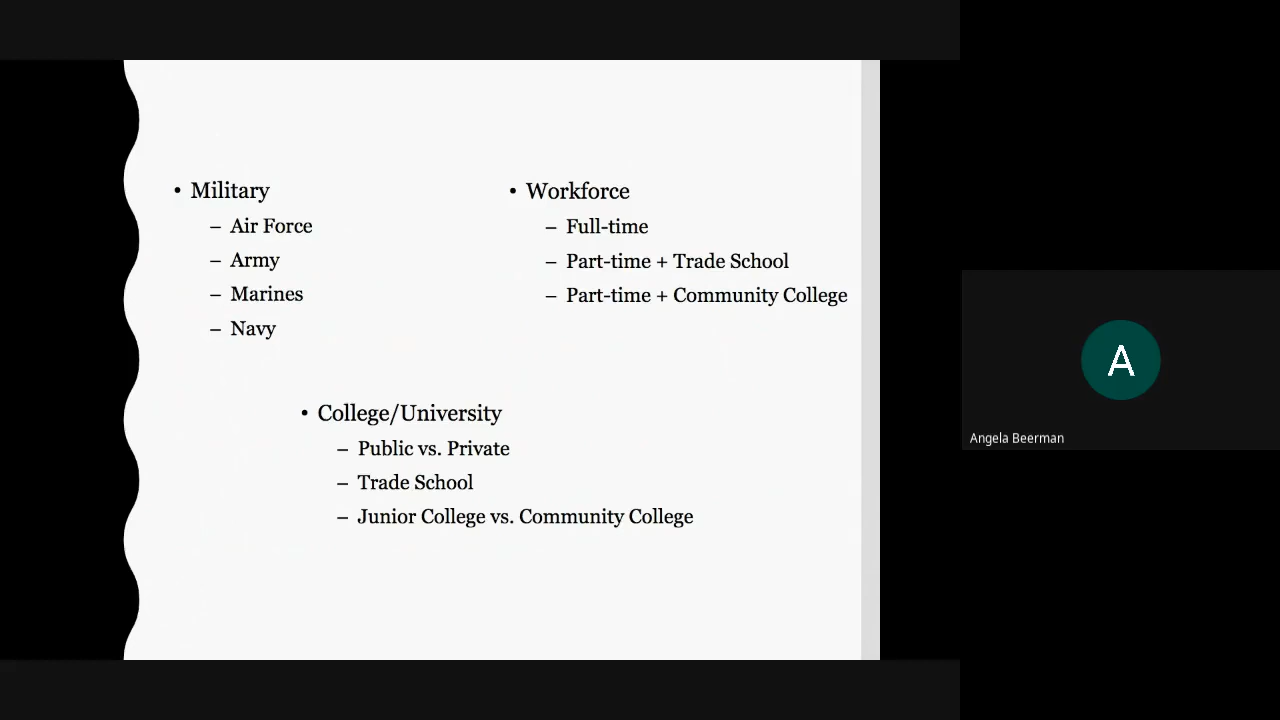 • Military
– Air Force
– Army
– Marines
– Navy
• Workforce
– Full-time
– Part-time + Trade School
– Part-time + Community College
• College/University
– Public vs. Private
– Trade School
– Junior College vs. Community College
A
Angela Beerman